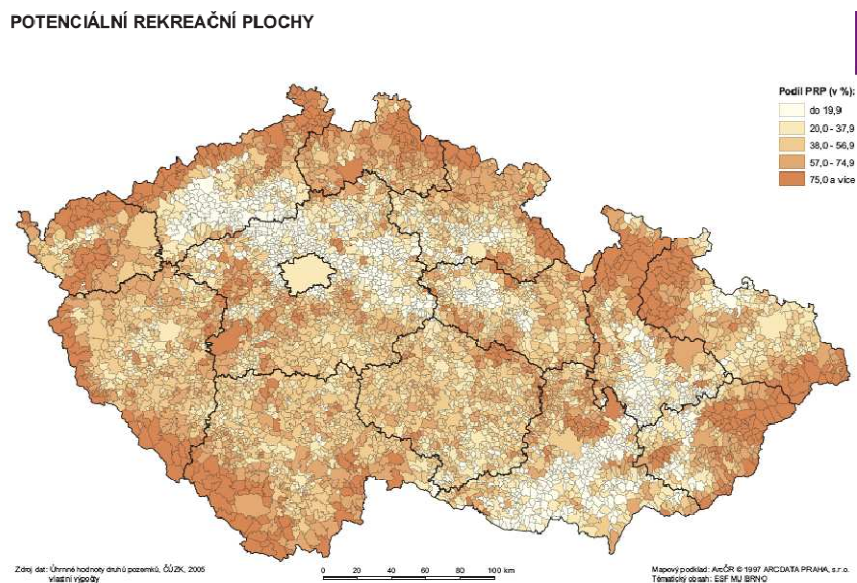 POTENCIÁLNÍ REKREAČNÍ PLOCHY
Podíl PRP (v %):
do 19,9
20,0 - 37,9
38,0 - 56,9
57,0 - 74,9
75,0 a více
Zdroj dat: Úhrnné hodnoty druhů pozemků, ČÚZK, 2005
vlastní výpočty
0 20 40 60 80 100 km
Mapový podklad: ArcČR © 1997 ARCDATA PRAHA, s.r.o.
Tématický obsah: ESF MU BRNO